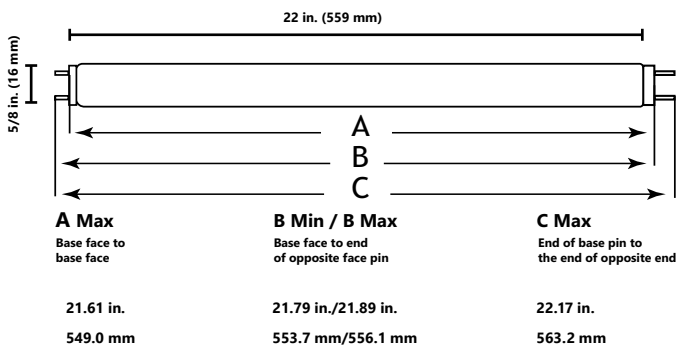 22 in. (559 mm)
5/8 in. (16 mm)
A
B
C
A Max
Base face to
base face
21.61 in.
549.0 mm
B Min / B Max
Base face to end
of opposite face pin
21.79 in./21.89 in.
553.7 mm/556.1 mm
C Max
End of base pin to
the end of opposite end
22.17 in.
563.2 mm